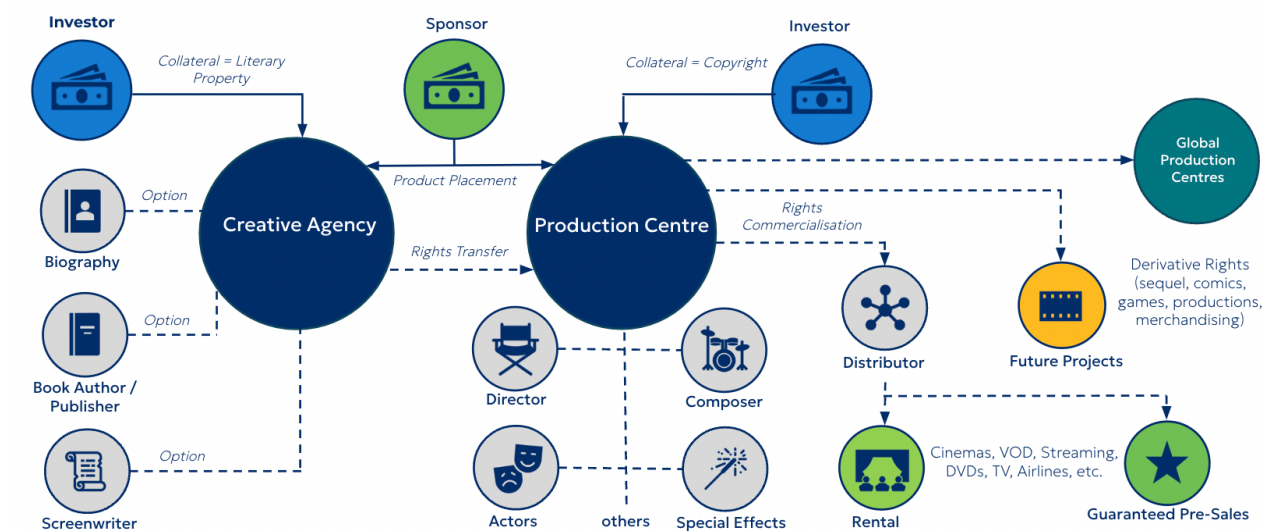 Investor
Sponsor
Investor
Collateral = Literary
Property
Collateral = Copyright
Global
Production
Centres
Product Placement
Option
Creative Agency
Production Centre
Rights
Commercialisation
Biography
Rights Transfer
Derivative Rights
(sequel, comics,
games, productions,
merchandising)
Option
Book Author /
Publisher
Director
Composer
Distributor
Future Projects
Option
Cinemas, VOD, Streaming,
DVDs, TV, Airlines, etc.
Screenwriter
Actors
others
Special Effects
Rental
Guaranteed Pre-Sales